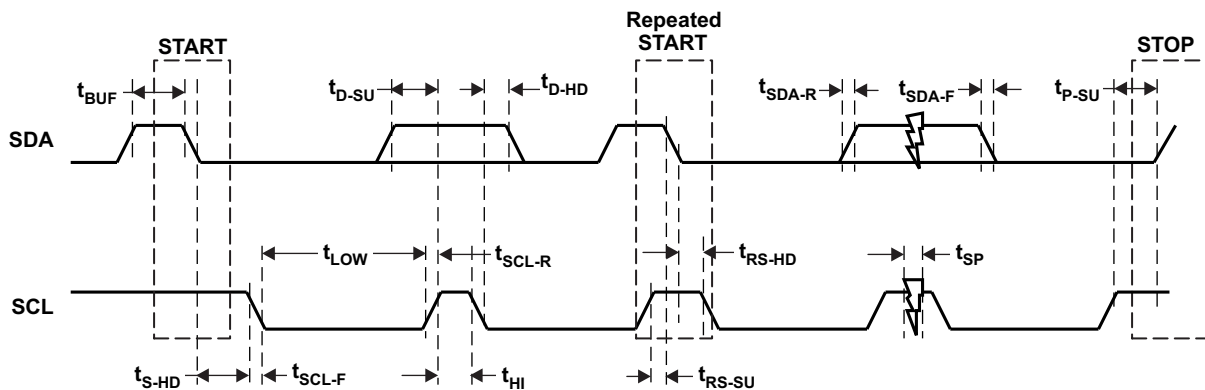 Repeated
START
START
STOP
tBUF
tD-SU
tD-HD
tSDA-R
tSDA-F
tP-SU
SDA
tLOW
tSCL-R
tRS-HD
tSP
SCL
tS-HD
tSCL-F
tHI
tRS-SU